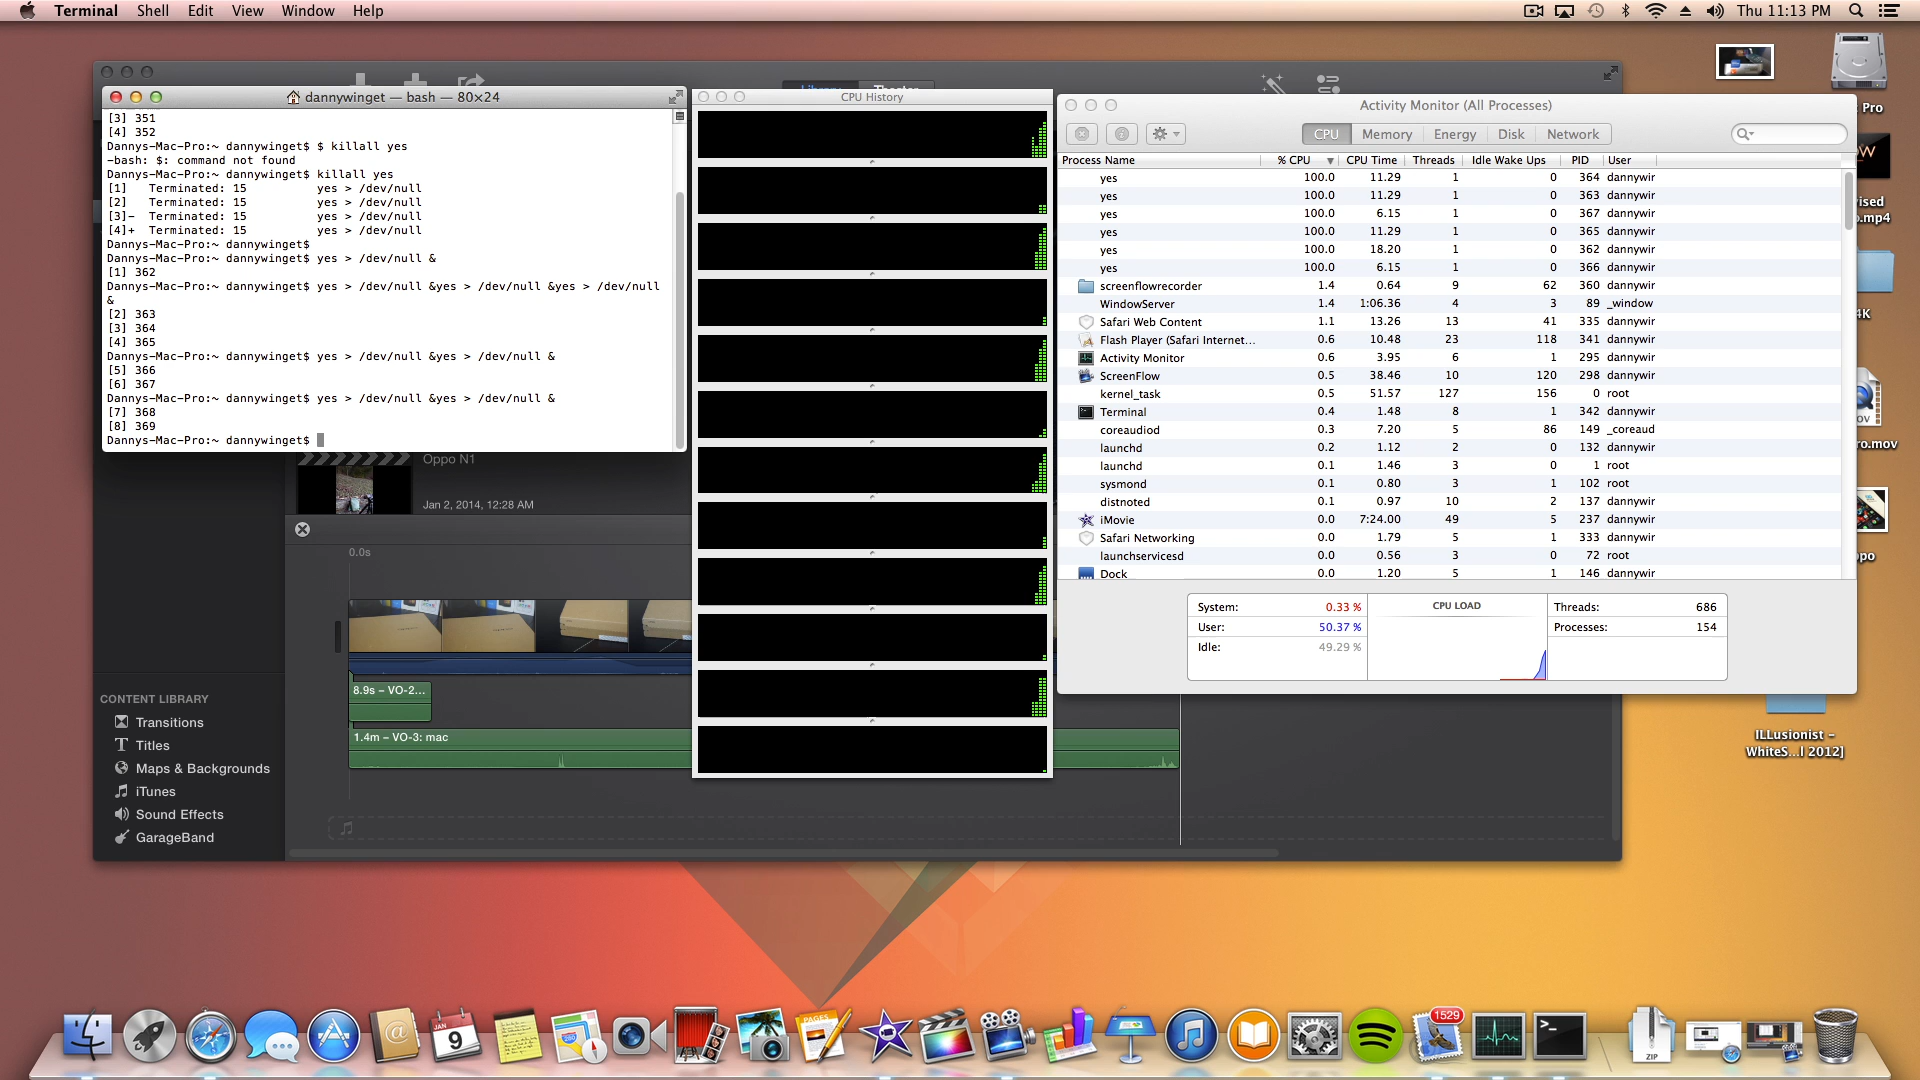 Terminal Shell Edit View Window Help
Thu 11:13 PM
dannywinget — bash — 80×24
[3] 351
[4] 352
Dannys-Mac-Pro:~ dannywinget$ $ killall yes
-bash: $: command not found
Dannys-Mac-Pro:~ dannywinget$ killall yes
[1]   Terminated: 15          yes > /dev/null
[2]   Terminated: 15          yes > /dev/null
[3]-  Terminated: 15          yes > /dev/null
[4]+  Terminated: 15          yes > /dev/null
Dannys-Mac-Pro:~ dannywinget$
Dannys-Mac-Pro:~ dannywinget$ yes > /dev/null &
[1] 362
Dannys-Mac-Pro:~ dannywinget$ yes > /dev/null &yes > /dev/null &yes > /dev/null
&
[2] 363
[3] 364
[4] 365
Dannys-Mac-Pro:~ dannywinget$ yes > /dev/null &yes > /dev/null &
[5] 366
[6] 367
Dannys-Mac-Pro:~ dannywinget$ yes > /dev/null &yes > /dev/null &
[7] 368
[8] 369
Dannys-Mac-Pro:~ dannywinget$
CPU History
Activity Monitor (All Processes)
CPU Memory Energy Disk Network
Process Name % CPU CPU Time Threads Idle Wake Ups PID User
yes 100.0 11.29 1 0 364 dannywir
yes 100.0 11.29 1 0 363 dannywir
yes 100.0 6.15 1 0 367 dannywir
yes 100.0 11.29 1 0 365 dannywir
yes 100.0 18.20 1 0 362 dannywir
yes 100.0 6.15 1 0 366 dannywir
screenflowrecorder 1.4 0.64 9 62 360 dannywir
WindowServer 1.4 1:06.36 4 3 89 _window
Safari Web Content 1.1 13.26 13 41 335 dannywir
Flash Player (Safari Internet... 0.6 10.48 23 118 341 dannywir
Activity Monitor 0.6 3.95 6 1 295 dannywir
ScreenFlow 0.5 38.46 10 120 298 dannywir
kernel_task 0.5 51.57 127 156 0 root
Terminal 0.4 1.48 8 1 342 dannywir
coreaudiod 0.3 7.20 5 86 149 _coreaud
launchd 0.2 1.12 2 0 132 dannywir
launchd 0.1 1.46 3 0 1 root
sysmond 0.1 0.80 3 1 102 root
distnoted 0.1 0.97 10 2 137 dannywir
iMovie 0.0 7:24.00 49 5 237 dannywir
Safari Networking 0.0 1.79 5 1 333 dannywir
launchservicesd 0.0 0.56 3 0 72 root
Dock 0.0 1.20 5 1 146 dannywir
System: 0.33 %
User: 50.37 %
Idle: 49.29 %
CPU LOAD
Threads: 686
Processes: 154
Oppo N1
Jan 2, 2014, 12:28 AM
0.0s
8.9s – VO-2...
1.4m – VO-3: mac
CONTENT LIBRARY
Transitions
Titles
Maps & Backgrounds
iTunes
Sound Effects
GarageBand
Pro
vised
o.mp4
4K
ro.mov
ppo
ILLusionist –
WhiteS...l 2012]
JAN
9
280
PAGES
1529
ZIP